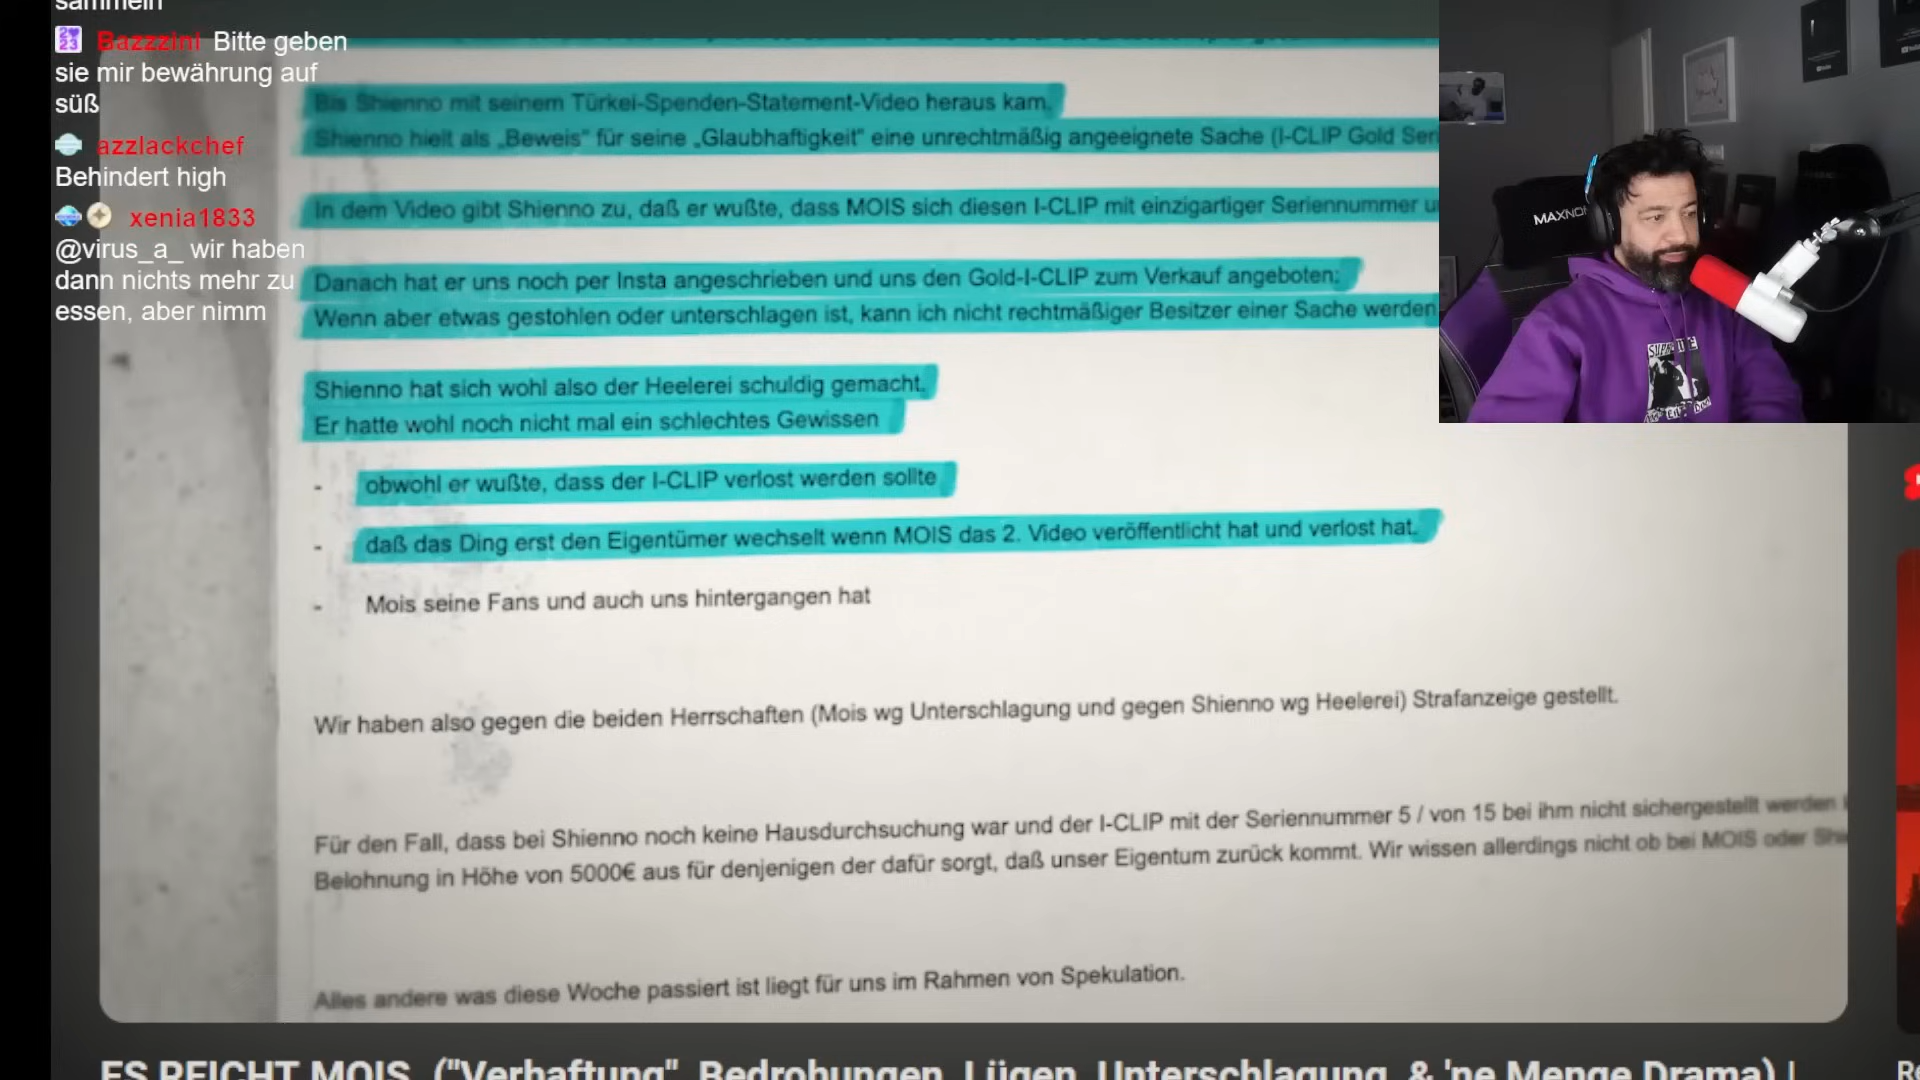 sammeln
Bazzzini Bitte geben
sie mir bewährung auf
süß
azzlackchef
Behindert high
xenia1833
@virus_a_ wir haben
dann nichts mehr zu
essen, aber nimm
Bis Shienno mit seinem Türkei-Spenden-Statement-Video heraus kam.
Shienno hielt als „Beweis" für seine „Glaubhaftigkeit" eine unrechtmäßig angeeignete Sache (I-CLIP Gold
In dem Video gibt Shienno zu, daß er wußte, dass MOIS sich diesen I-CLIP mit einzigartiger Seriennummer
Danach hat er uns noch per Insta angeschrieben und uns den Gold-I-CLIP zum Verkauf angeboten:
Wenn aber etwas gestohlen oder unterschlagen ist, kann ich nicht rechtmäßiger Besitzer einer Sache werden
Shienno hat sich wohl also der Heelerei schuldig gemacht.
Er hatte wohl noch nicht mal ein schlechtes Gewissen
- obwohl er wußte, dass der I-CLIP verlost werden sollte
- daß das Ding erst den Eigentümer wechselt wenn MOIS das 2. Video veröffentlicht hat und verlost hat.
- Mois seine Fans und auch uns hintergangen hat
Wir haben also gegen die beiden Herrschaften (Mois wg Unterschlagung und gegen Shienno wg Heelerei) Strafanzeige gestellt.
Für den Fall, dass bei Shienno noch keine Hausdurchsuchung war und der I-CLIP mit der Seriennummer 5 / von 15 bei ihm nicht sichergestellt werden
Belohnung in Höhe von 5000€ aus für denjenigen der dafür sorgt, daß unser Eigentum zurück kommt. Wir wissen allerdings nicht ob bei MOIS oder
Alles andere was diese Woche passiert ist liegt für uns im Rahmen von Spekulation.
ES REICHT MOIS. ("Verhaftung", Bedrohungen, Lügen, Unterschlagung, & 'ne Menge Drama) |